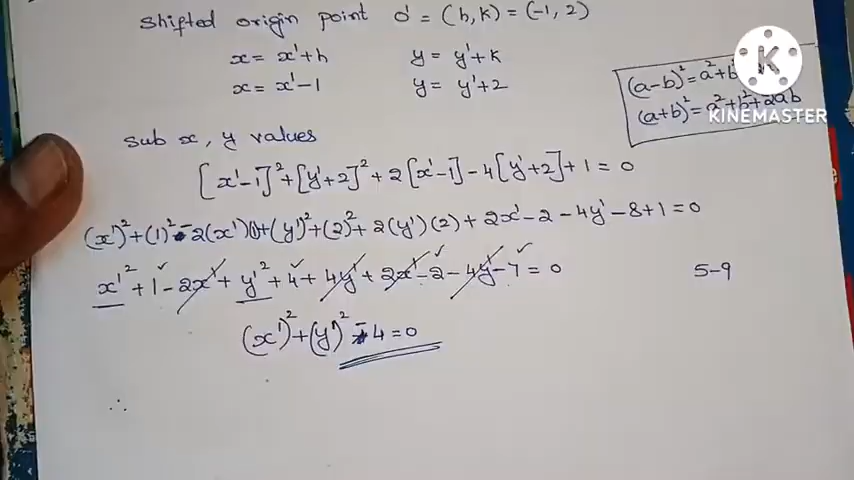 shifted origin point o' = (h, k) = (-1, 2)
x = x' + h y = y' + k
x = x' - 1 y = y' + 2
(a-b)² = a² + b²
(a+b)² = a² + b² + 2ab
KINEMASTER
sub x, y values
[x'-1]² + [y'+2]² + 2[x'-1] - 4[y'+2] + 1 = 0
(x')² + (1)² - 2(x')(1) + (y')² + (2)² + 2(y')(2) + 2x' - 2 - 4y' - 8 + 1 = 0
x'² + 1 - 2x' + y'² + 4 + 4y' + 2x' - 2 - 4y' - 7 = 0 5-9
(x')² + (y')² - 4 = 0
∴